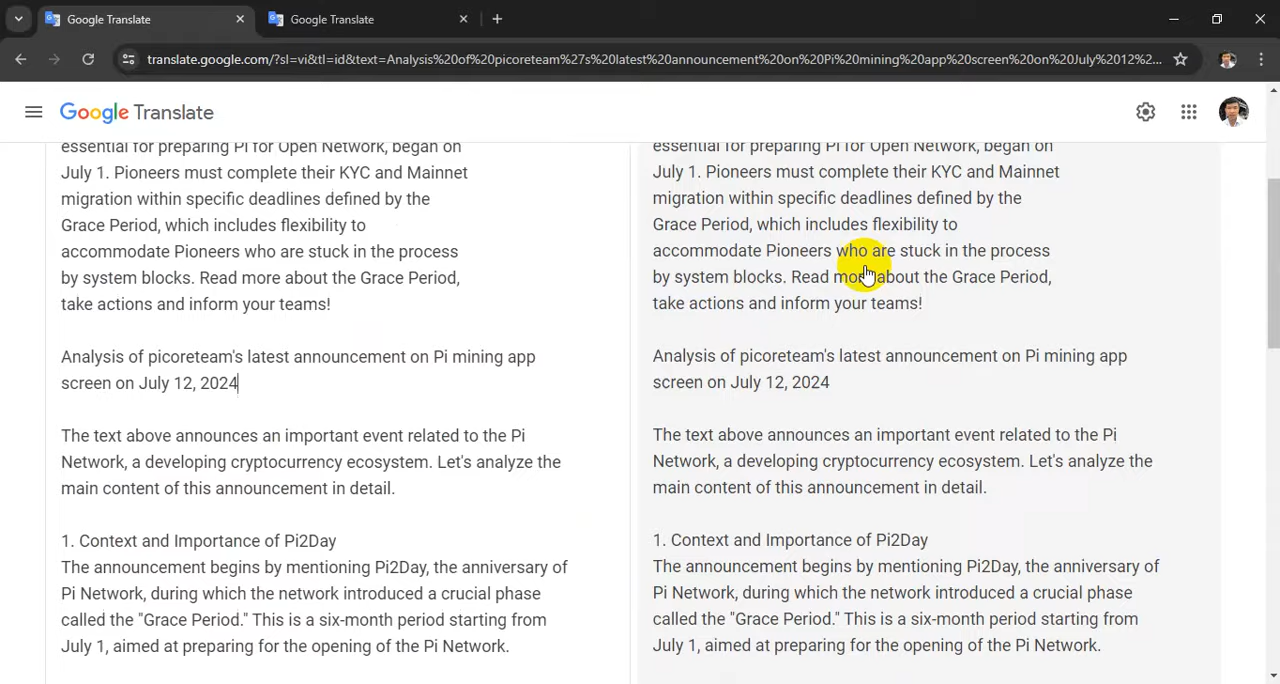 Google Translate
Google Translate
translate.google.com/?sl=vi&tl=id&text=Analysis%20of%20picoreteam%27s%20latest%20announcement%20on%20Pi%20mining%20app%20screen%20on%20July%2012%2...
Google Translate
essential for preparing Pi for Open Network, began on
July 1. Pioneers must complete their KYC and Mainnet
migration within specific deadlines defined by the
Grace Period, which includes flexibility to
accommodate Pioneers who are stuck in the process
by system blocks. Read more about the Grace Period,
take actions and inform your teams!
Analysis of picoreteam's latest announcement on Pi mining app
screen on July 12, 2024
The text above announces an important event related to the Pi
Network, a developing cryptocurrency ecosystem. Let's analyze the
main content of this announcement in detail.
1. Context and Importance of Pi2Day
The announcement begins by mentioning Pi2Day, the anniversary of
Pi Network, during which the network introduced a crucial phase
called the "Grace Period." This is a six-month period starting from
July 1, aimed at preparing for the opening of the Pi Network.
essential for preparing Pi for Open Network, began on
July 1. Pioneers must complete their KYC and Mainnet
migration within specific deadlines defined by the
Grace Period, which includes flexibility to
accommodate Pioneers who are stuck in the process
by system blocks. Read more about the Grace Period,
take actions and inform your teams!
Analysis of picoreteam's latest announcement on Pi mining app
screen on July 12, 2024
The text above announces an important event related to the Pi
Network, a developing cryptocurrency ecosystem. Let's analyze the
main content of this announcement in detail.
1. Context and Importance of Pi2Day
The announcement begins by mentioning Pi2Day, the anniversary of
Pi Network, during which the network introduced a crucial phase
called the "Grace Period." This is a six-month period starting from
July 1, aimed at preparing for the opening of the Pi Network.